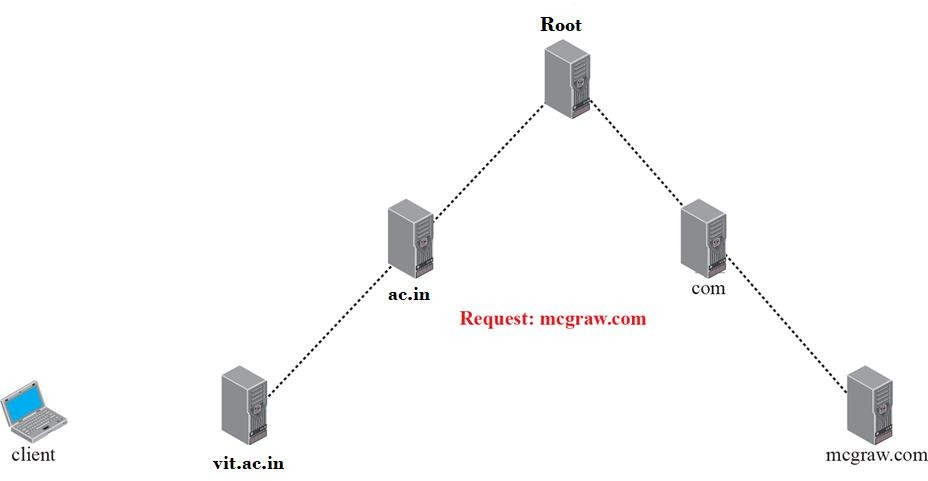 Root
ac.in
com
Request: mcgraw.com
client
vit.ac.in
mcgraw.com